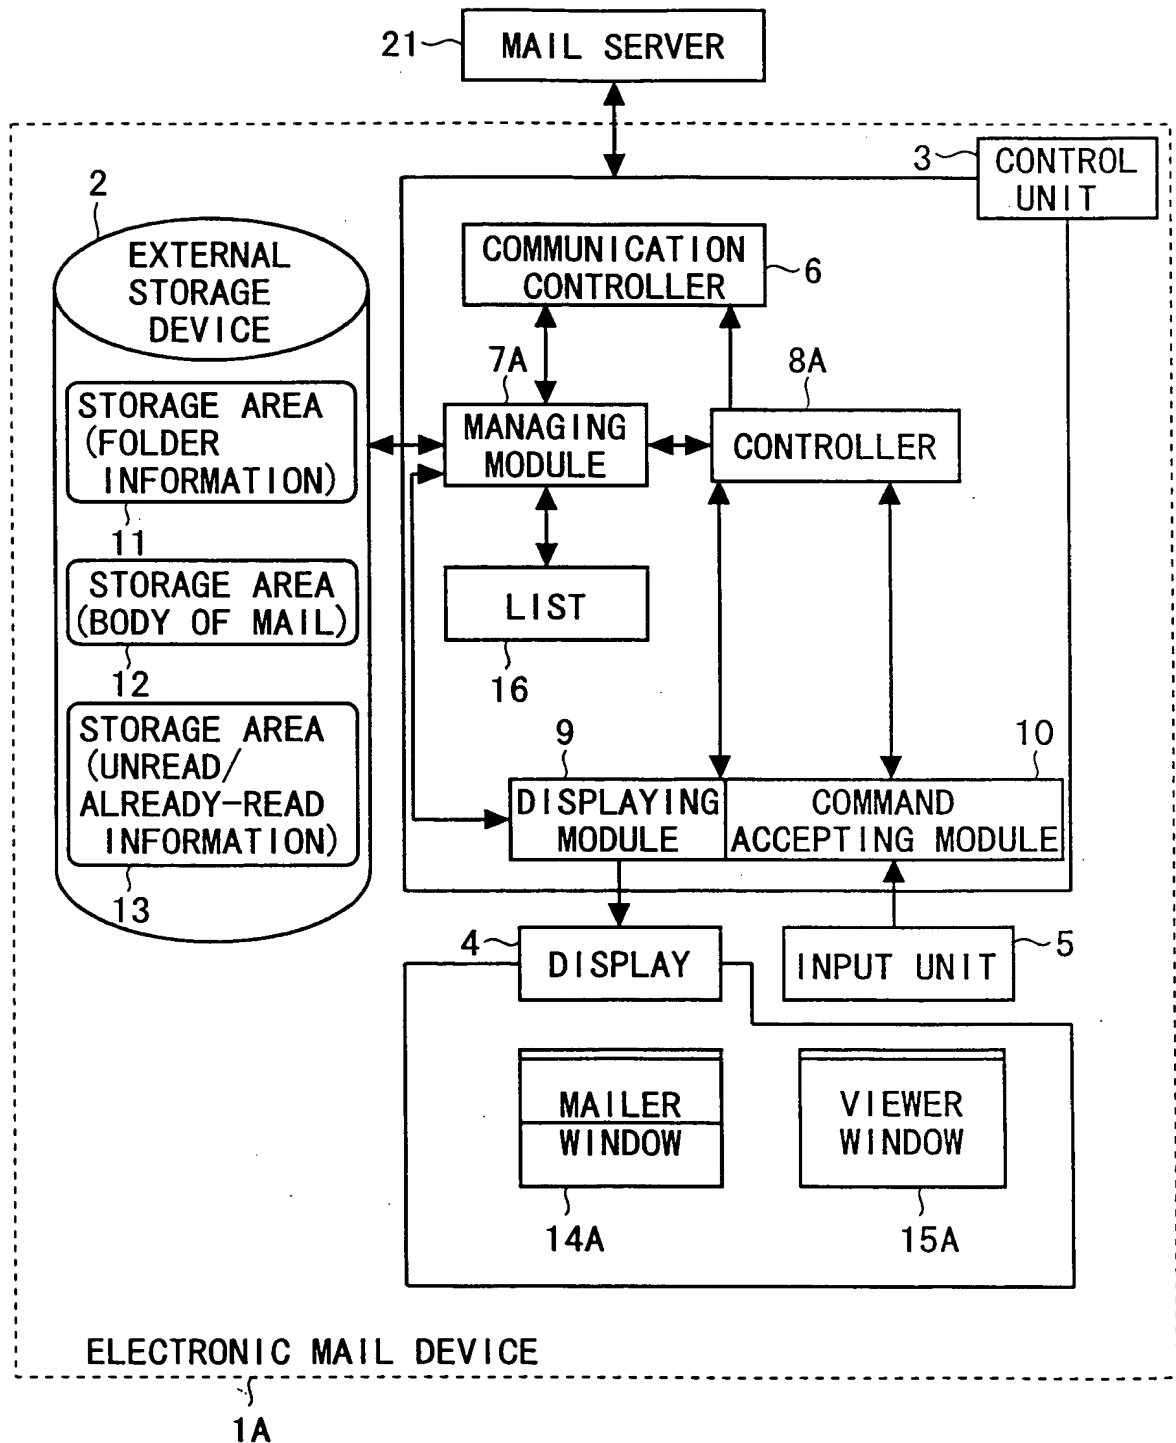 21
MAIL SERVER
3
CONTROL
UNIT
2
EXTERNAL
STORAGE
DEVICE
COMMUNICATION
CONTROLLER
6
7A
8A
STORAGE AREA
(FOLDER
INFORMATION)
MANAGING
MODULE
CONTROLLER
11
STORAGE AREA
(BODY OF MAIL)
LIST
12
16
STORAGE AREA
(UNREAD/
ALREADY-READ
INFORMATION)
9
10
DISPLAYING
MODULE
COMMAND
ACCEPTING MODULE
13
4
DISPLAY
INPUT UNIT
5
MAILER
WINDOW
VIEWER
WINDOW
14A
15A
ELECTRONIC MAIL DEVICE
1A